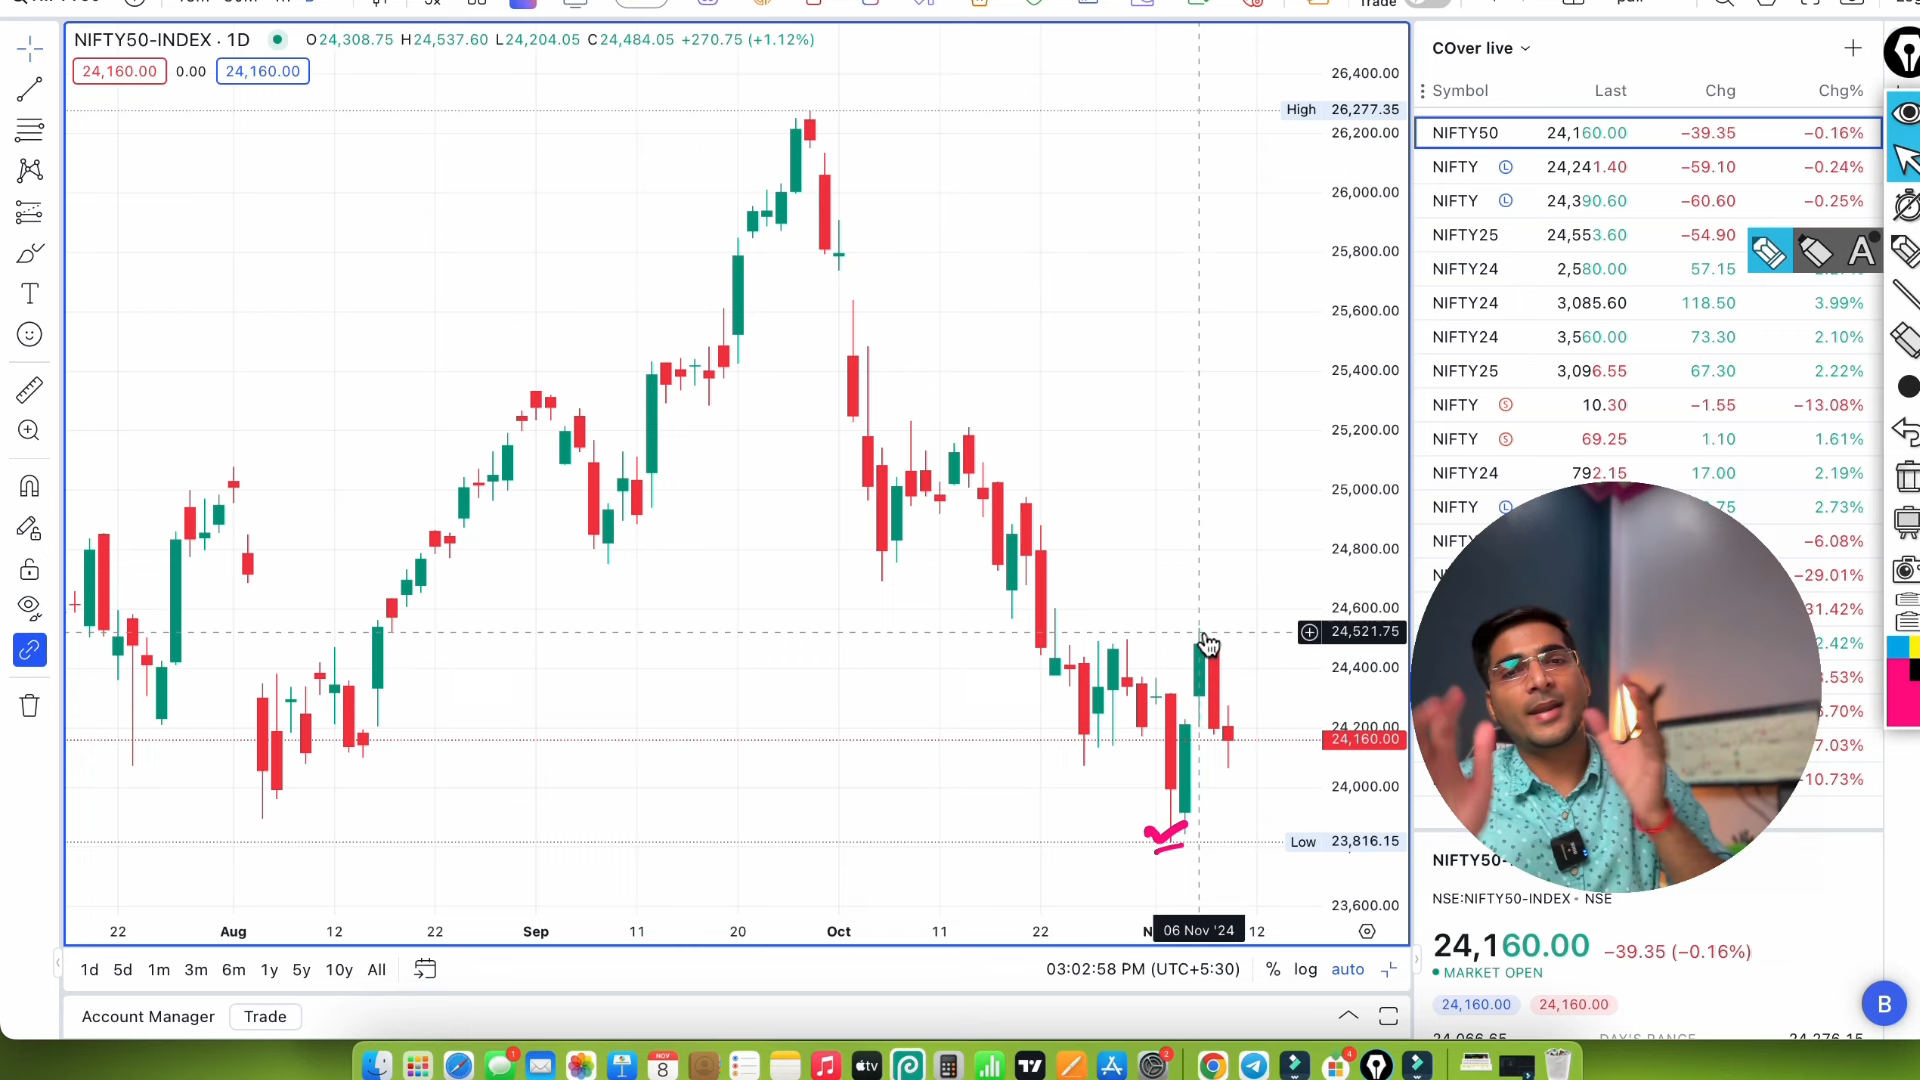 NIFTY50-INDEX · 1D O24,308.75 H24,537.60 L24,204.05 C24,484.05 +270.75 (+1.12%)
24,160.00 0.00 24,160.00
26,400.00
High 26,277.35
26,200.00
26,000.00
25,800.00
25,600.00
25,400.00
25,200.00
25,000.00
24,800.00
24,600.00
24,521.75
24,400.00
24,200.00
24,160.00
24,000.00
Low 23,816.15
23,600.00
22 Aug 12 22 Sep 11 20 Oct 11 22 06 Nov '24 12
1d 5d 1m 3m 6m 1y 5y 10y All 03:02:58 PM (UTC+5:30) % log auto
Account Manager Trade
COver live
Symbol Last Chg Chg%
NIFTY50 24,160.00 −39.35 −0.16%
NIFTY L 24,241.40 −59.10 −0.24%
NIFTY L 24,390.60 −60.60 −0.25%
NIFTY25 24,553.60 −54.90
NIFTY24 2,580.00 57.15
A
NIFTY24 3,085.60 118.50 3.99%
NIFTY24 3,560.00 73.30 2.10%
NIFTY25 3,096.55 67.30 2.22%
NIFTY S 10.30 −1.55 −13.08%
NIFTY S 69.25 1.10 1.61%
NIFTY24 792.15 17.00 2.19%
NIFTY L 2.73%
−6.08%
−29.01%
−10.73%
NIFTY50-
NSE:NIFTY50-INDEX • NSE
24,160.00 −39.35 (−0.16%)
MARKET OPEN
24,160.00 24,160.00
B
NOV
8
tv